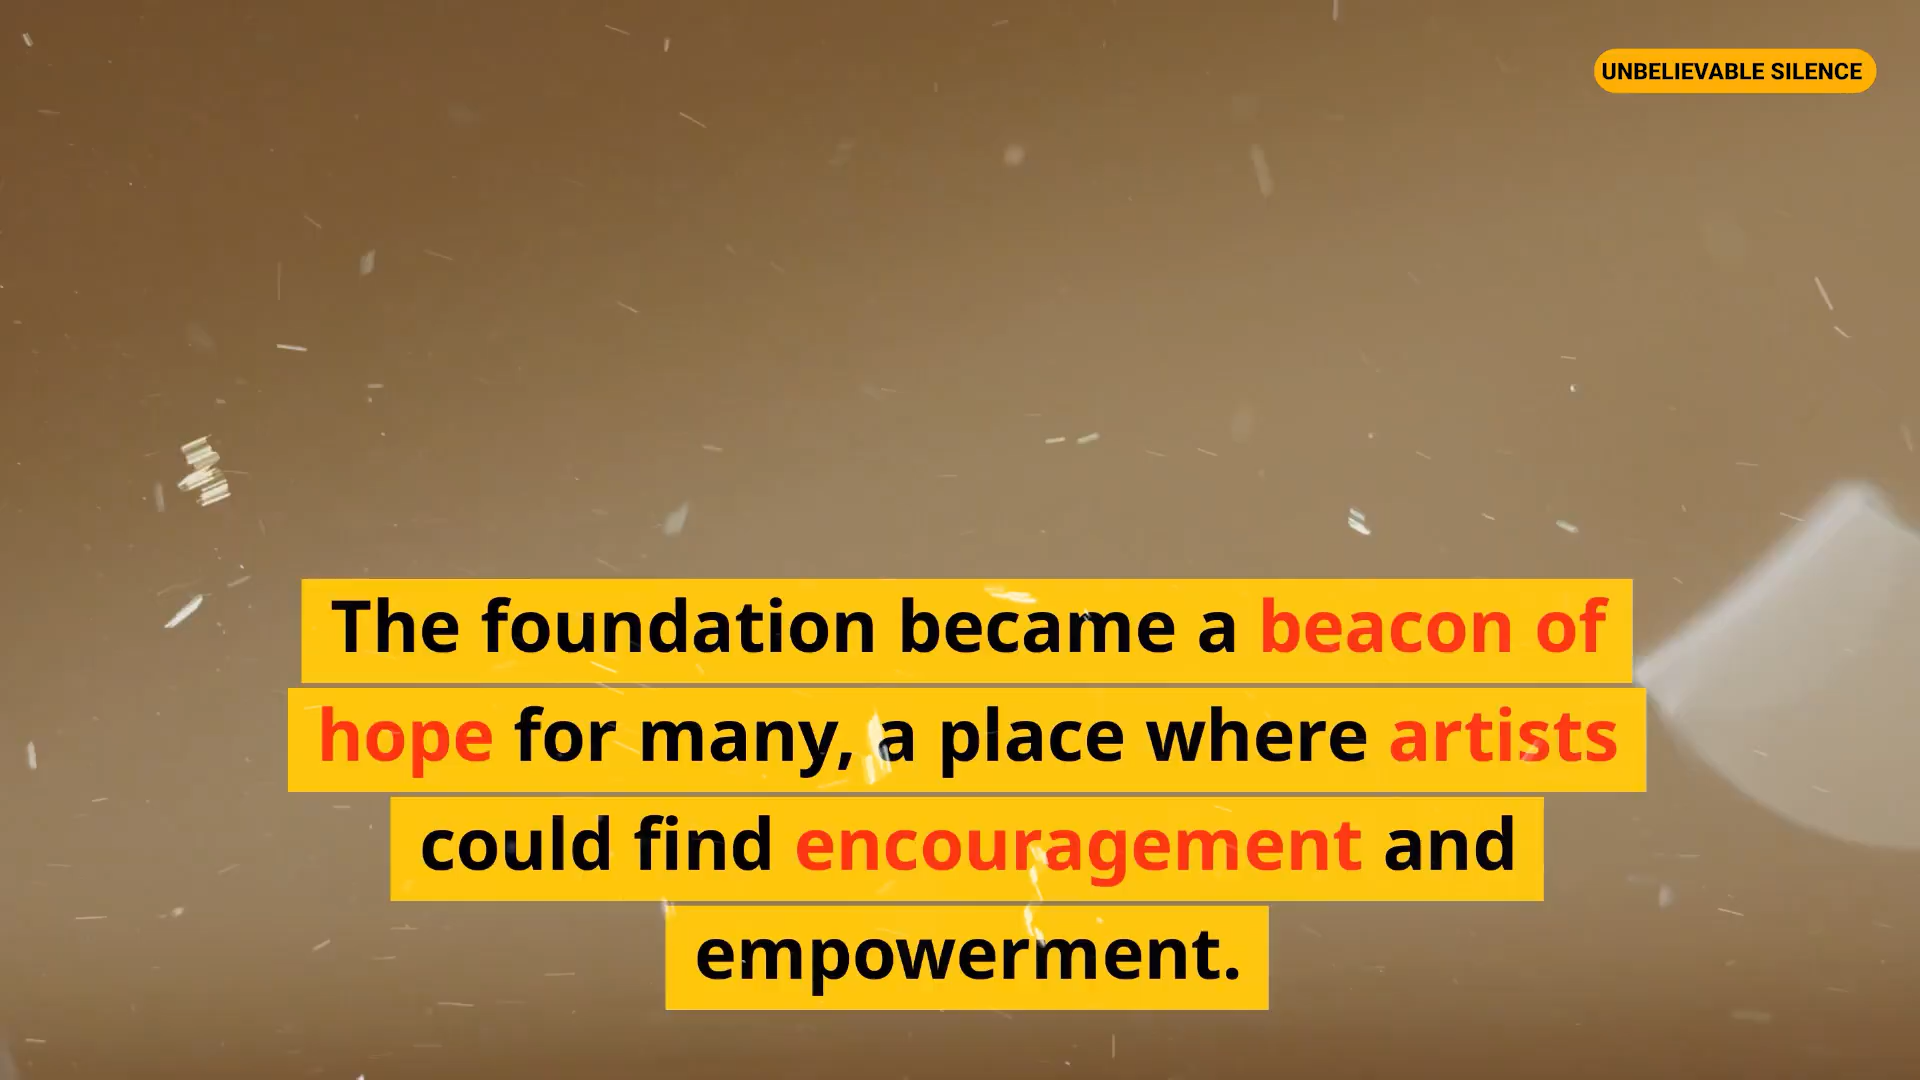 UNBELIEVABLE SILENCE
The foundation became a beacon of
hope for many, a place where artists
could find encouragement and
empowerment.